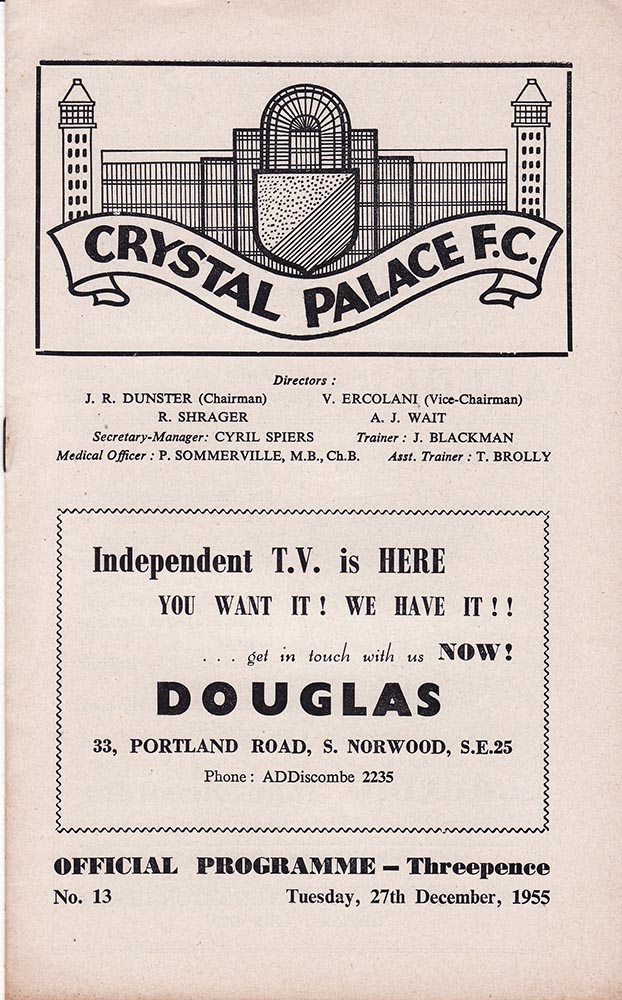 CRYSTAL PALACE F.C.
Directors :
J. R. DUNSTER (Chairman) V. ERCOLANI (Vice-Chairman)
R. SHRAGER A. J. WAIT
Secretary-Manager: CYRIL SPIERS Trainer : J. BLACKMAN
Medical Officer : P. SOMMERVILLE, M.B., Ch.B. Asst. Trainer : T. BROLLY
Independent T.V. is HERE
YOU WANT IT ! WE HAVE IT ! !
. . . get in touch with us NOW!
DOUGLAS
33, PORTLAND ROAD, S. NORWOOD, S.E.25
Phone : ADDiscombe 2235
OFFICIAL PROGRAMME – Threepence
No. 13 Tuesday, 27th December, 1955